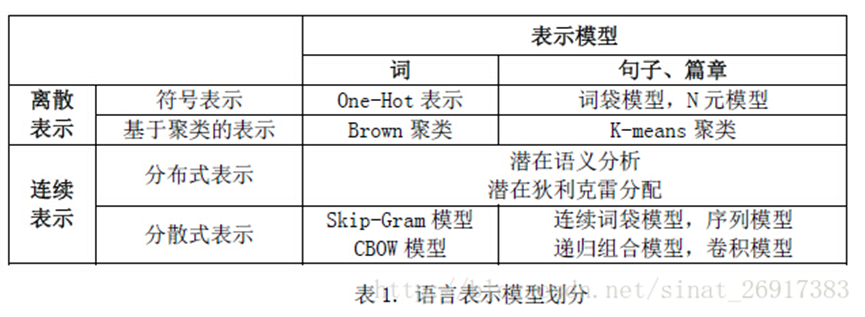 表示模型
词 句子、篇章
离散表示 符号表示 One-Hot 表示 词袋模型，N 元模型
基于聚类的表示 Brown 聚类 K-means 聚类
连续表示 分布式表示 潜在语义分析
潜在狄利克雷分配
分散式表示 Skip-Gram 模型 连续词袋模型，序列模型
CBOW 模型 递归组合模型，卷积模型
表 1. 语言表示模型划分
sinat_26917383